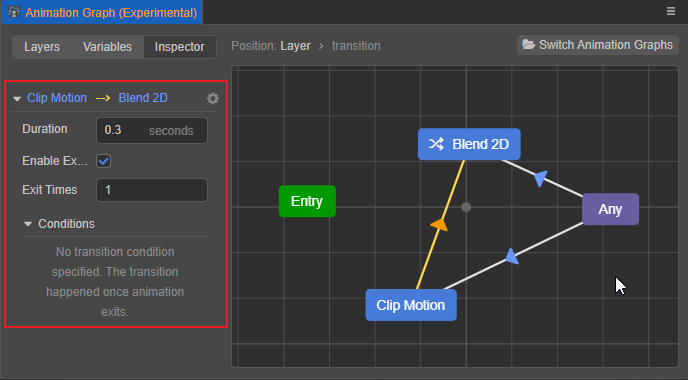 Animation Graph (Experimental)
Layers Variables Inspector
Position: Layer > transition
Switch Animation Graphs
Clip Motion --> Blend 2D
Duration 0.3 seconds
Enable Ex...
Exit Times 1
Conditions
No transition condition
specified. The transition
happened once animation
exits.
Blend 2D
Entry
Any
Clip Motion